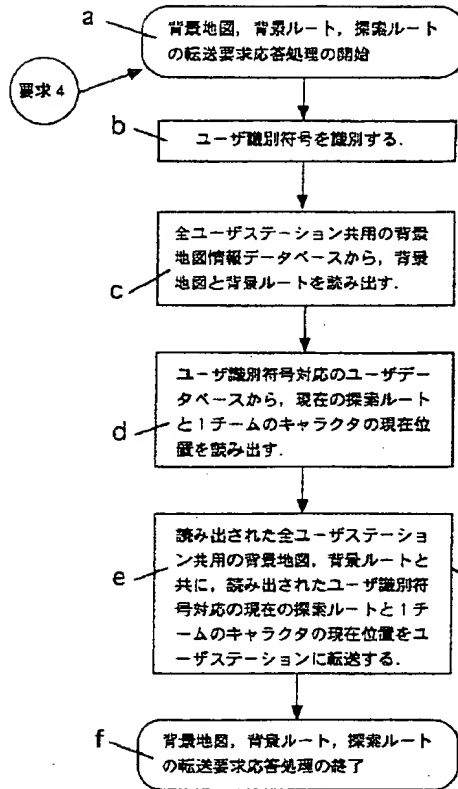 a
背景地図，背景ルート，探索ルート
の転送要求応答処理の開始
要求４
b
ユーザ識別符号を識別する．
全ユーザステーション共用の背景
地図情報データベースから，背景
地図と背景ルートを読み出す．
c
ユーザ識別符号対応のユーザデー
タベースから，現在の探索ルート
と１チームのキャラクタの現在位
置を読み出す．
d
読み出された全ユーザステーショ
ン共用の背景地図，背景ルートと
共に，読み出されたユーザ識別符
号対応の現在の探索ルートと１チ
ームのキャラクタの現在位置をユ
ーザステーションに転送する．
e
f
背景地図，背景ルート，探索ルート
の転送要求応答処理の終了